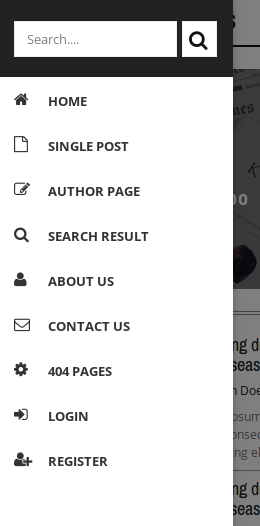 Search....
HOME
SINGLE POST
AUTHOR PAGE
SEARCH RESULT
ABOUT US
CONTACT US
404 PAGES
LOGIN
REGISTER